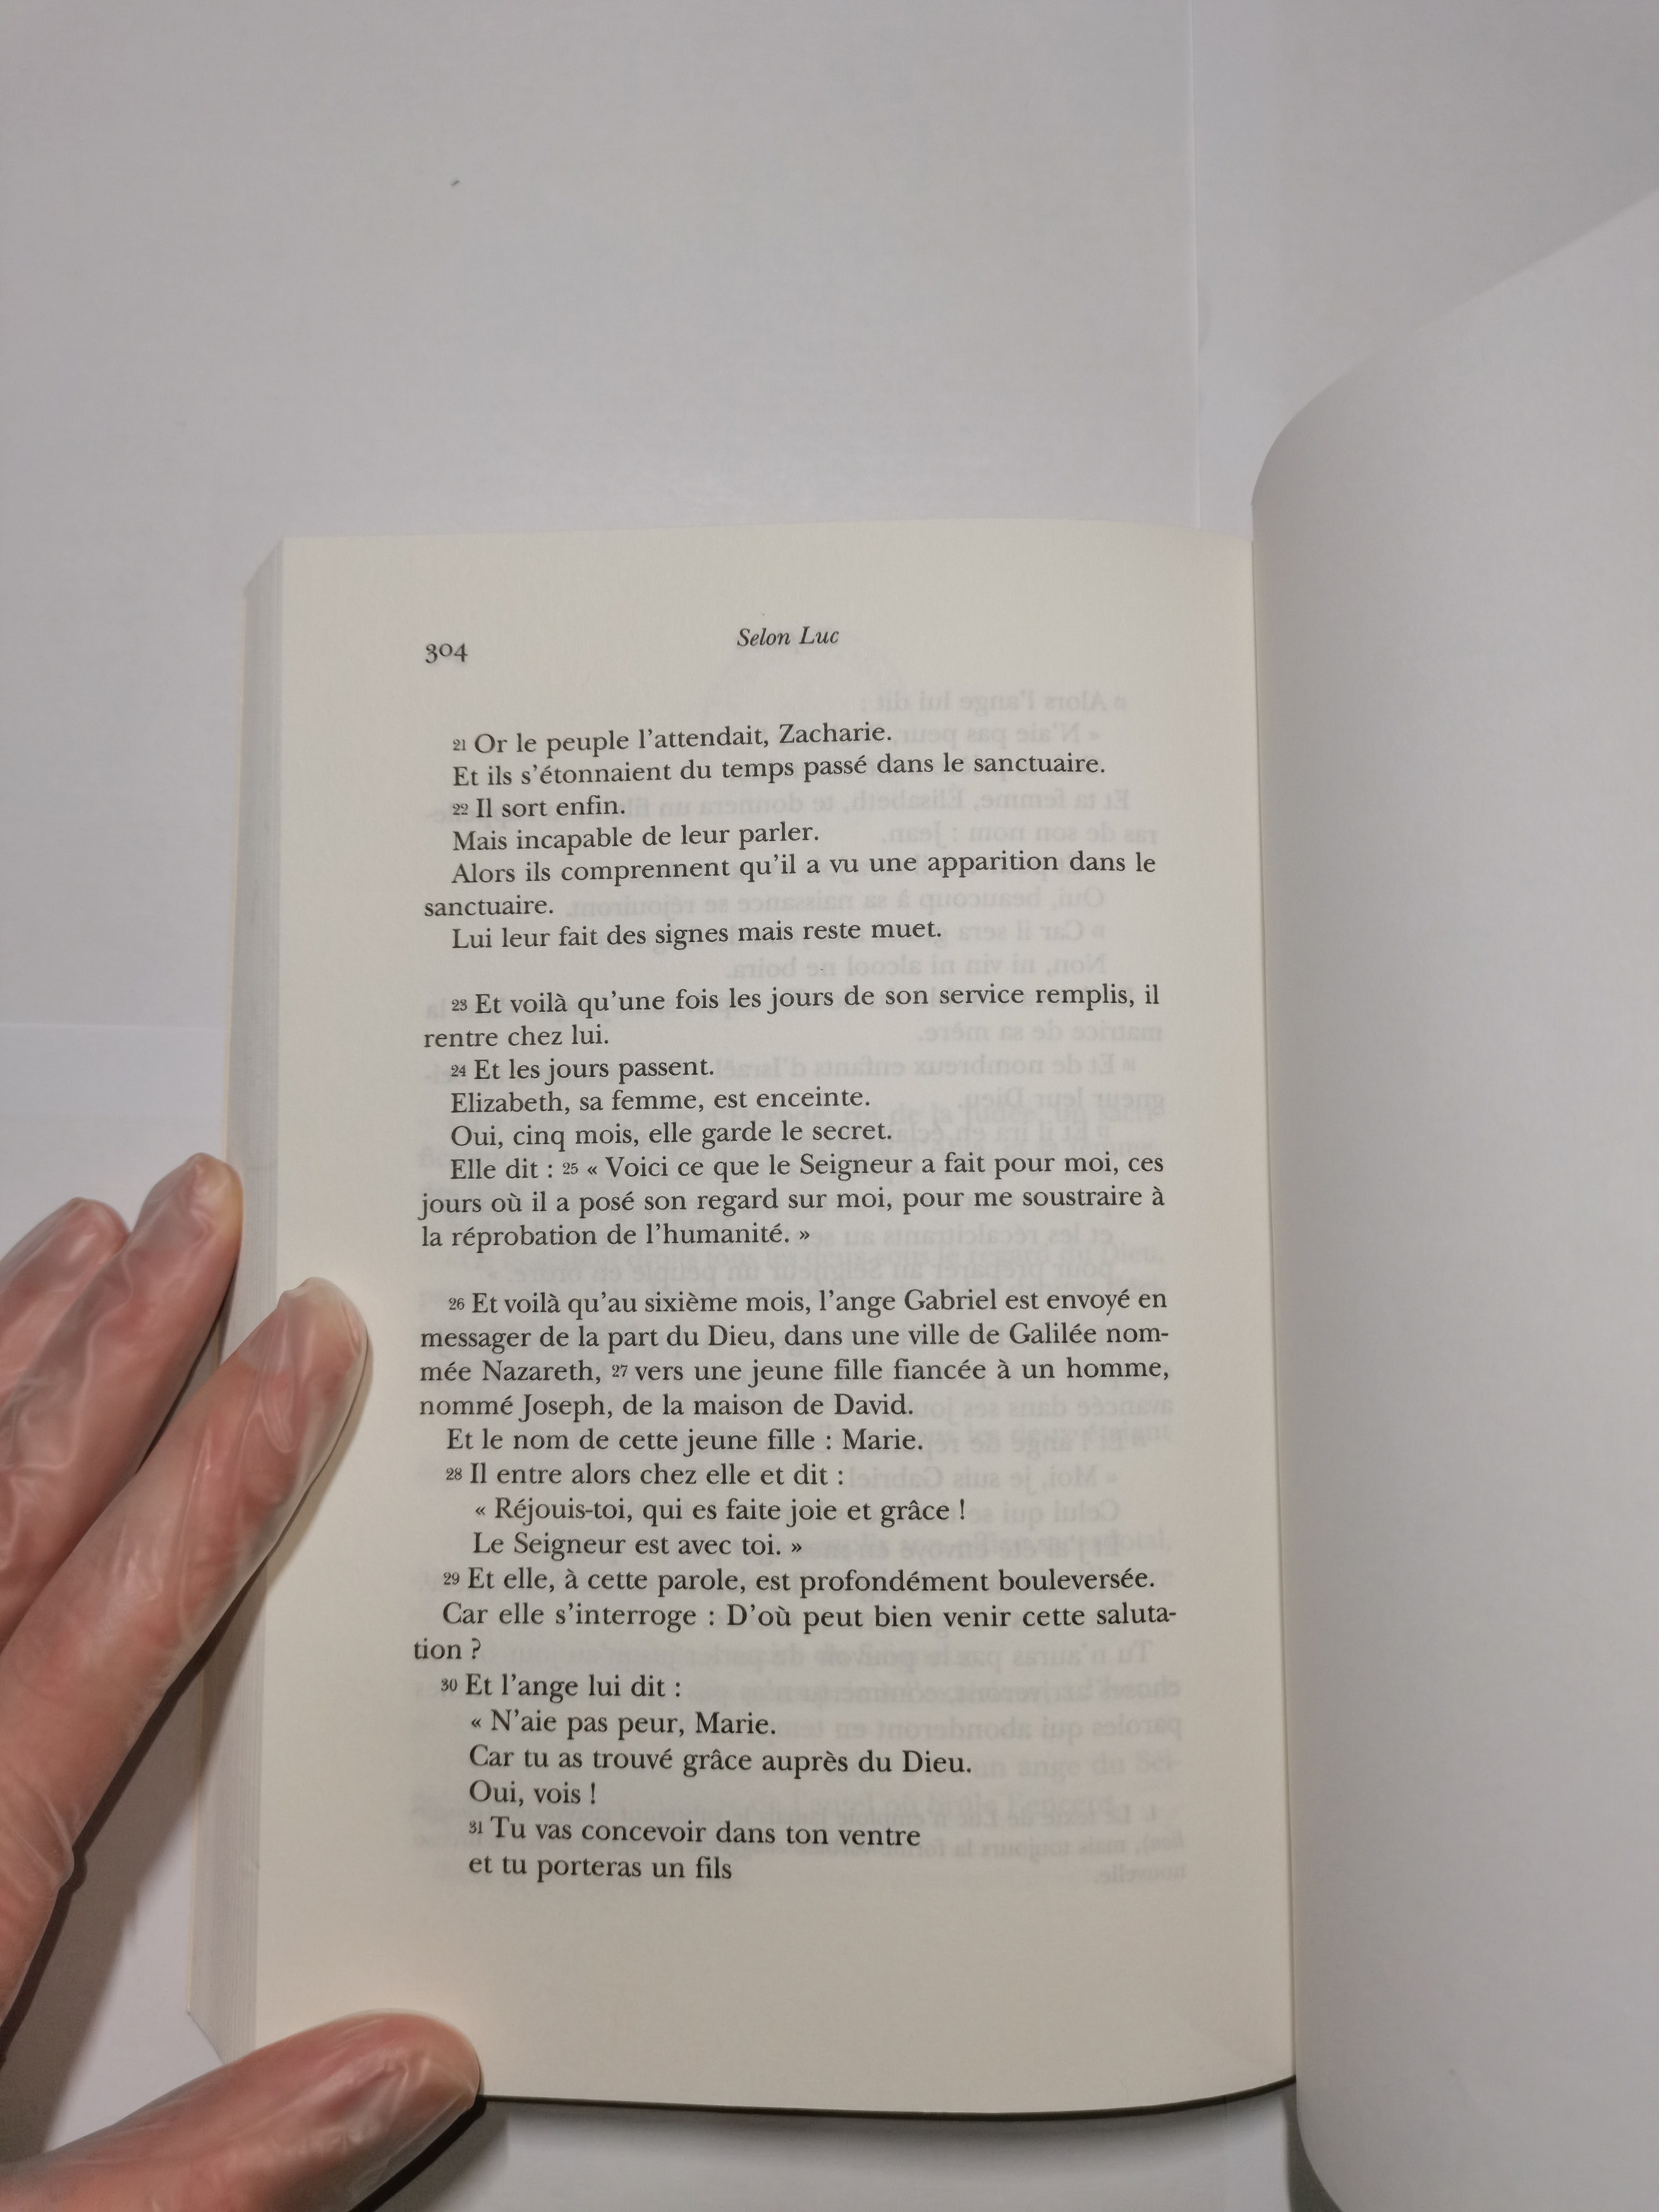 304
Selon Luc
21 Or le peuple l'attendait, Zacharie.
Et ils s'étonnaient du temps passé dans le sanctuaire.
22 Il sort enfin.
Mais incapable de leur parler.
Alors ils comprennent qu'il a vu une apparition dans le
sanctuaire.
Lui leur fait des signes mais reste muet.
23 Et voilà qu'une fois les jours de son service remplis, il
rentre chez lui.
24 Et les jours passent.
Elizabeth, sa femme, est enceinte.
Oui, cinq mois, elle garde le secret.
Elle dit : 25 « Voici ce que le Seigneur a fait pour moi, ces
jours où il a posé son regard sur moi, pour me soustraire à
la réprobation de l'humanité. »
26 Et voilà qu'au sixième mois, l'ange Gabriel est envoyé en
messager de la part du Dieu, dans une ville de Galilée nom-
mée Nazareth, 27 vers une jeune fille fiancée à un homme,
nommé Joseph, de la maison de David.
Et le nom de cette jeune fille : Marie.
28 Il entre alors chez elle et dit :
« Réjouis-toi, qui es faite joie et grâce !
Le Seigneur est avec toi. »
29 Et elle, à cette parole, est profondément bouleversée.
Car elle s'interroge : D'où peut bien venir cette saluta-
tion ?
30 Et l'ange lui dit :
« N'aie pas peur, Marie.
Car tu as trouvé grâce auprès du Dieu.
Oui, vois !
31 Tu vas concevoir dans ton ventre
et tu porteras un fils